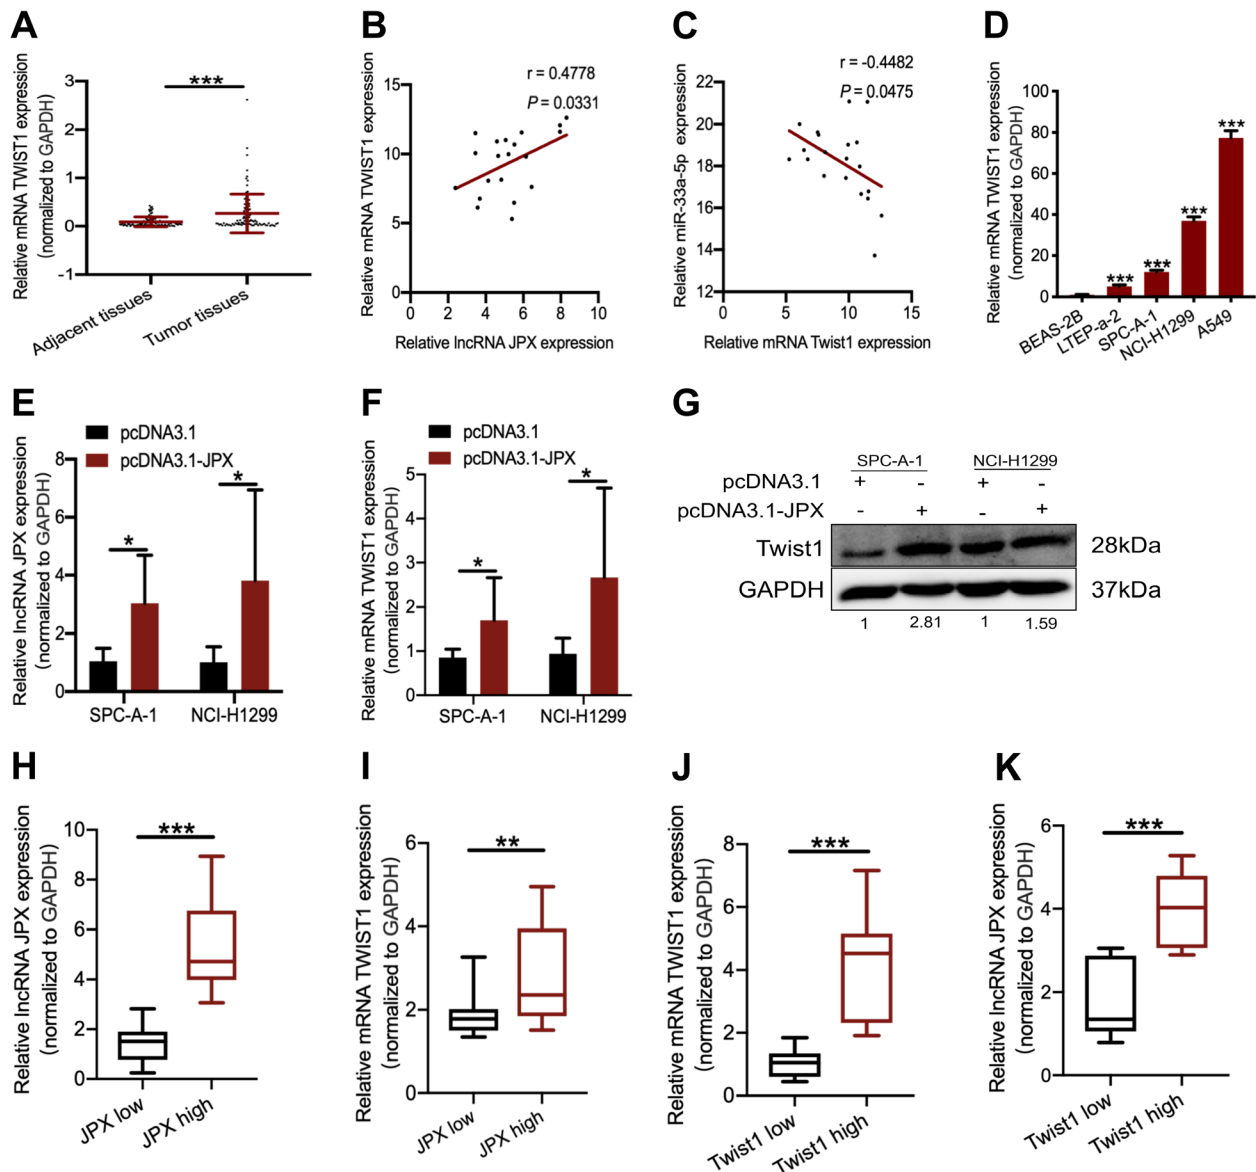 A
Relative mRNA TWIST1 expression
(normalized to GAPDH)
3
2
1
0
-1
***
Adjacent tissues
Tumor tissues
B
Relative mRNA TWIST1 expression
15
10
5
0
r = 0.4778
P = 0.0331
0
2
4
6
8
10
Relative lncRNA JPX expression
C
Relative miR-33a-5p expression
22
20
18
16
14
12
r = -0.4482
P = 0.0475
0
5
10
15
Relative mRNA Twist1 expression
D
Relative mRNA TWIST1 expression
(normalized to GAPDH)
100
80
60
40
20
0
***
***
***
***
BEAS-2B
LTEP-a-2
SPC-A-1
NCI-H1299
A549
E
pcDNA3.1
pcDNA3.1-JPX
Relative lncRNA JPX expression
(normalized to GAPDH)
8
6
4
2
0
*
*
SPC-A-1
NCI-H1299
F
pcDNA3.1
pcDNA3.1-JPX
Relative mRNA TWIST1 expression
(normalized to GAPDH)
5
4
3
2
1
0
*
*
SPC-A-1
NCI-H1299
G
SPC-A-1 NCI-H1299
pcDNA3.1 + - + -
pcDNA3.1-JPX - + - +
Twist1 28kDa
GAPDH 37kDa
1 2.81 1 1.59
H
Relative lncRNA JPX expression
(normalized to GAPDH)
10
8
6
4
2
0
***
JPX low
JPX high
I
Relative mRNA TWIST1 expression
(normalized to GAPDH)
6
4
2
0
**
JPX low
JPX high
J
Relative mRNA TWIST1 expression
(normalized to GAPDH)
8
6
4
2
0
***
Twist1 low
Twist1 high
K
Relative lncRNA JPX expression
(normalized to GAPDH)
6
4
2
0
***
Twist1 low
Twist1 high